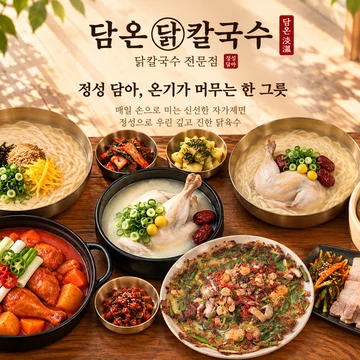 담온 닭 칼국수
담온 淡溫
닭칼국수 전문점 정성 담아
정성 담아, 온기가 머무는 한 그릇
매일 손으로 미는 신선한 자가제면
정성으로 우린 깊고 진한 닭육수